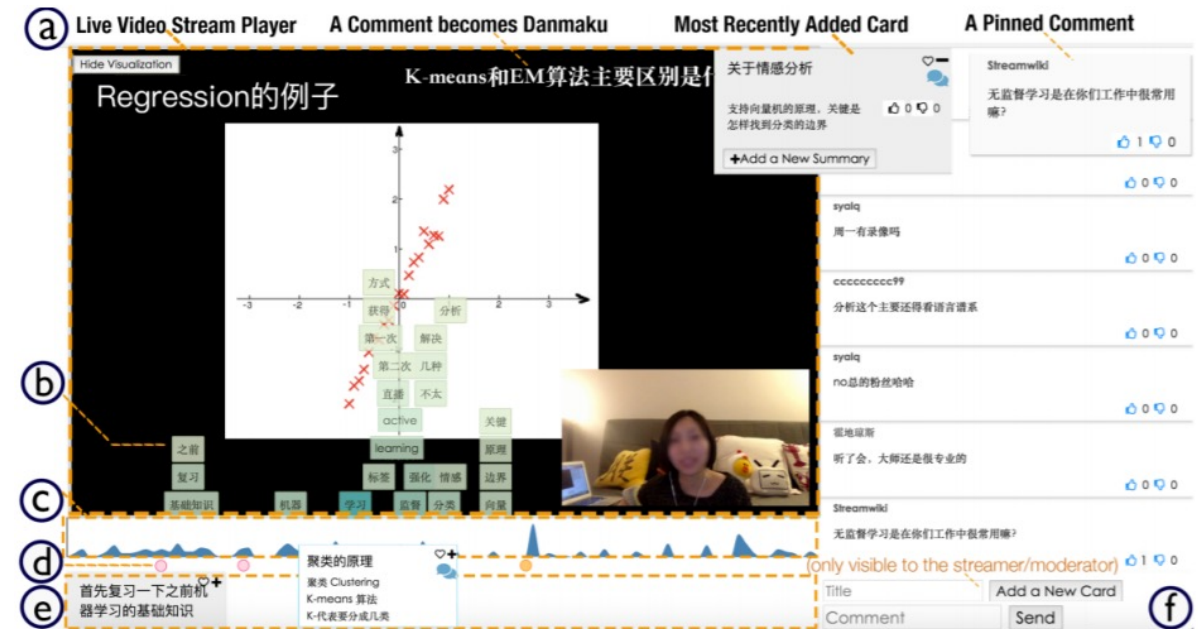 a
Live Video Stream Player
A Comment becomes Danmaku
Most Recently Added Card
A Pinned Comment
Hide Visualization
K-means和EM算法主要区别是
Regression的例子
关于情感分析
支持向量机的原理，关键是
怎样找到分类的边界
0 0
+Add a New Summary
Streamwiki
无监督学习是在你们工作中很常用
嘛?
1 0
0 0
syalq
周一有录像吗
0 0
ccccccccc99
分析这个主要还得看语言谱系
0 0
syalq
no总的粉丝哈哈
0 0
霍地琼斯
听了会，大师还是很专业的
0 0
Streamwiki
无监督学习是在你们工作中很常用嘛?
1 0
3
2
1
-3 -2 -1 0 2 3
方式
获得 分析
第一次 解决
第二次 几种
直播 不太
active 关键
b
之前 learning 原理
复习 标签 强化 情感 边界
基础知识 机器 学习 监督 分类 向量
c
d
e
首先复习一下之前机
器学习的基础知识
聚类的原理
聚类 Clustering
K-means 算法
K-代表要分成几类
(only visible to the streamer/moderator)
Title
Add a New Card
Comment
Send
f